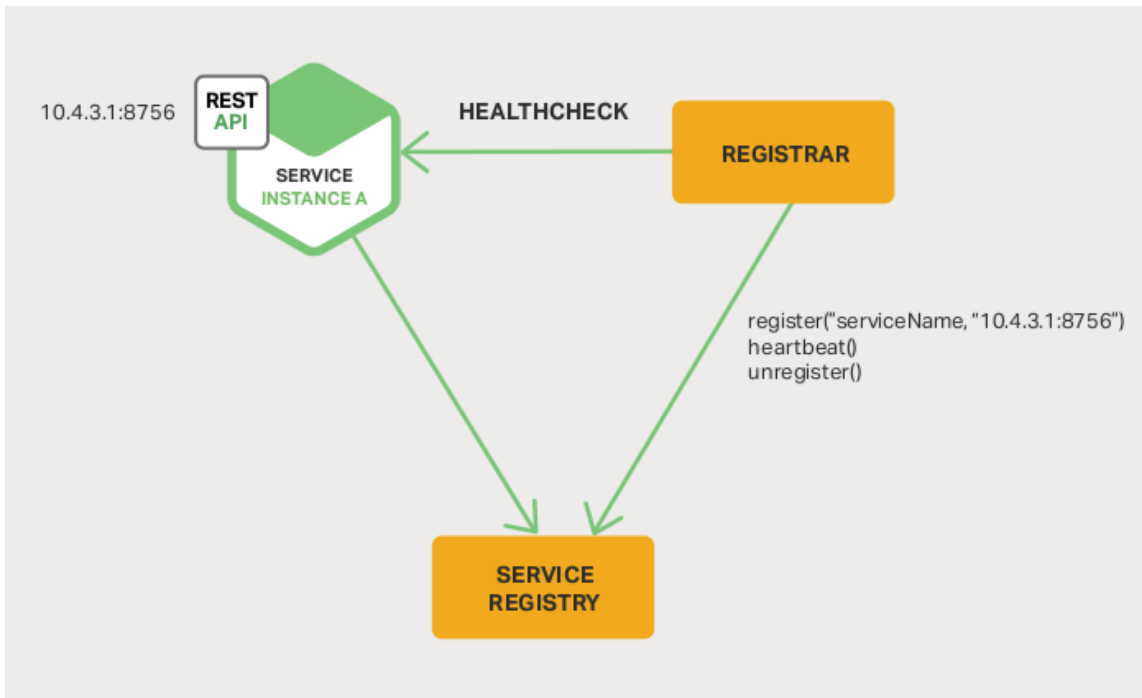 10.4.3.1:8756
REST
API
SERVICE
INSTANCE A
HEALTHCHECK
REGISTRAR
register("serviceName, "10.4.3.1:8756")
heartbeat()
unregister()
SERVICE
REGISTRY